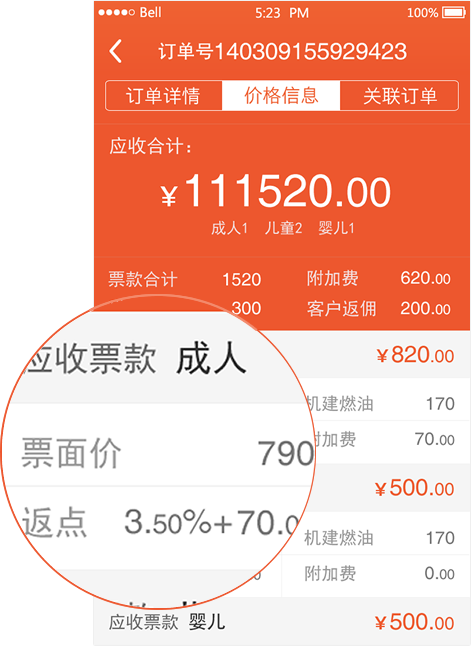 Bell 5:23 PM 100%
订单号140309155929423
订单详情 价格信息 关联订单
应收合计：
¥111520.00
成人1 儿童2 婴儿1
票款合计 1520 附加费 620.00
300 客户返佣 200.00
应收票款 成人 ¥820.00
机建燃油 170
票面价 790
附加费 70.00
¥500.00
返点 3.50%+70.0
机建燃油 170
附加费 0.00
应收票款 婴儿 ¥500.00